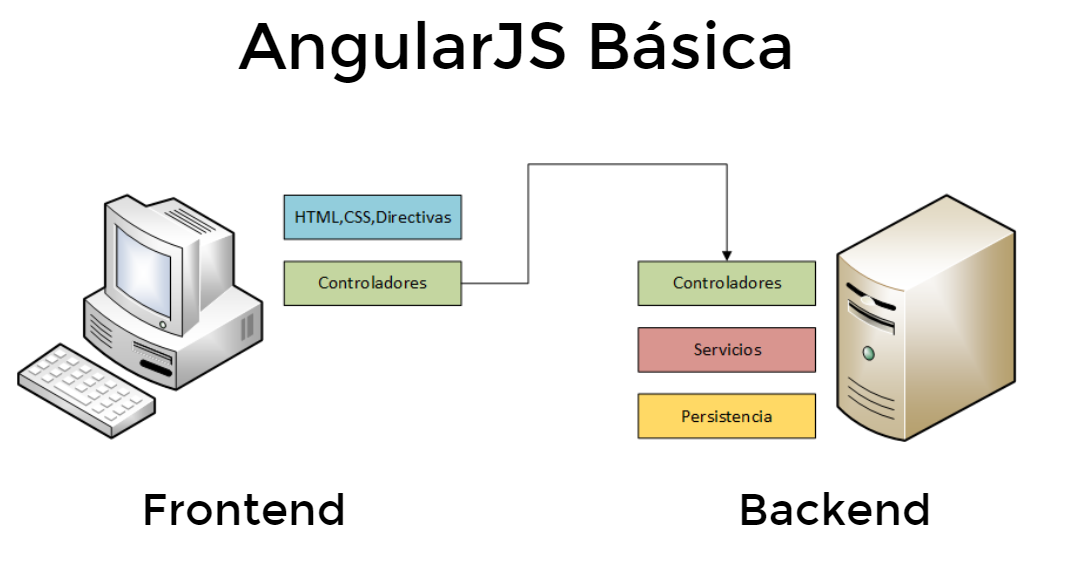 AngularJS Básica
HTML,CSS,Directivas
Controladores
Controladores
Servicios
Persistencia
Frontend
Backend